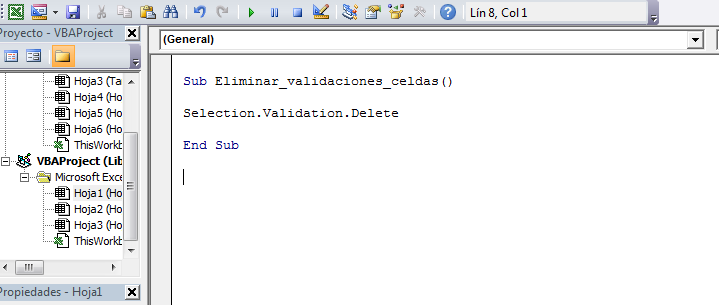 Lín 8, Col 1
Proyecto - VBAProject
(General)
Hoja3 (Ta
Hoja4 (Ho
Hoja5 (Ho
Hoja6 (Ho
ThisWorkb
VBAProject (Lib
Microsoft Exce
Hoja1 (Ho
Hoja2 (Ho
Hoja3 (Ho
ThisWorkb
Propiedades - Hoja1
Sub Eliminar_validaciones_celdas()
Selection.Validation.Delete
End Sub